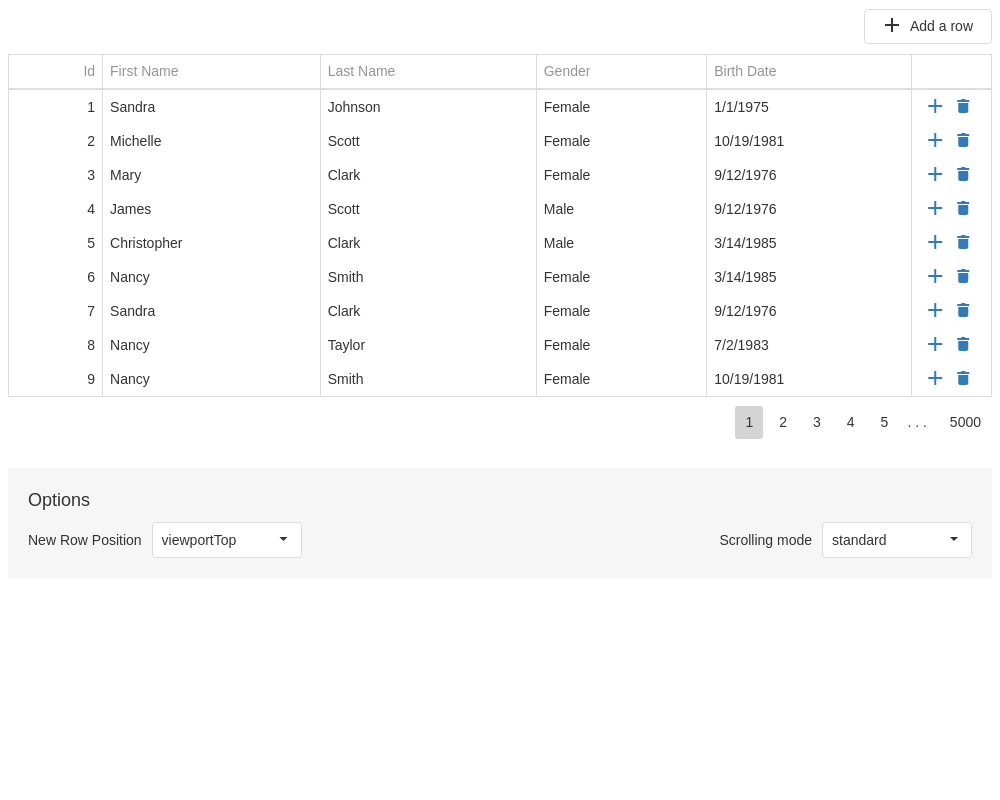 Add a row
Id First Name Last Name Gender Birth Date
1 Sandra Johnson Female 1/1/1975
2 Michelle Scott Female 10/19/1981
3 Mary Clark Female 9/12/1976
4 James Scott Male 9/12/1976
5 Christopher Clark Male 3/14/1985
6 Nancy Smith Female 3/14/1985
7 Sandra Clark Female 9/12/1976
8 Nancy Taylor Female 7/2/1983
9 Nancy Smith Female 10/19/1981
1 2 3 4 5 . . . 5000
Options
New Row Position viewportTop Scrolling mode standard